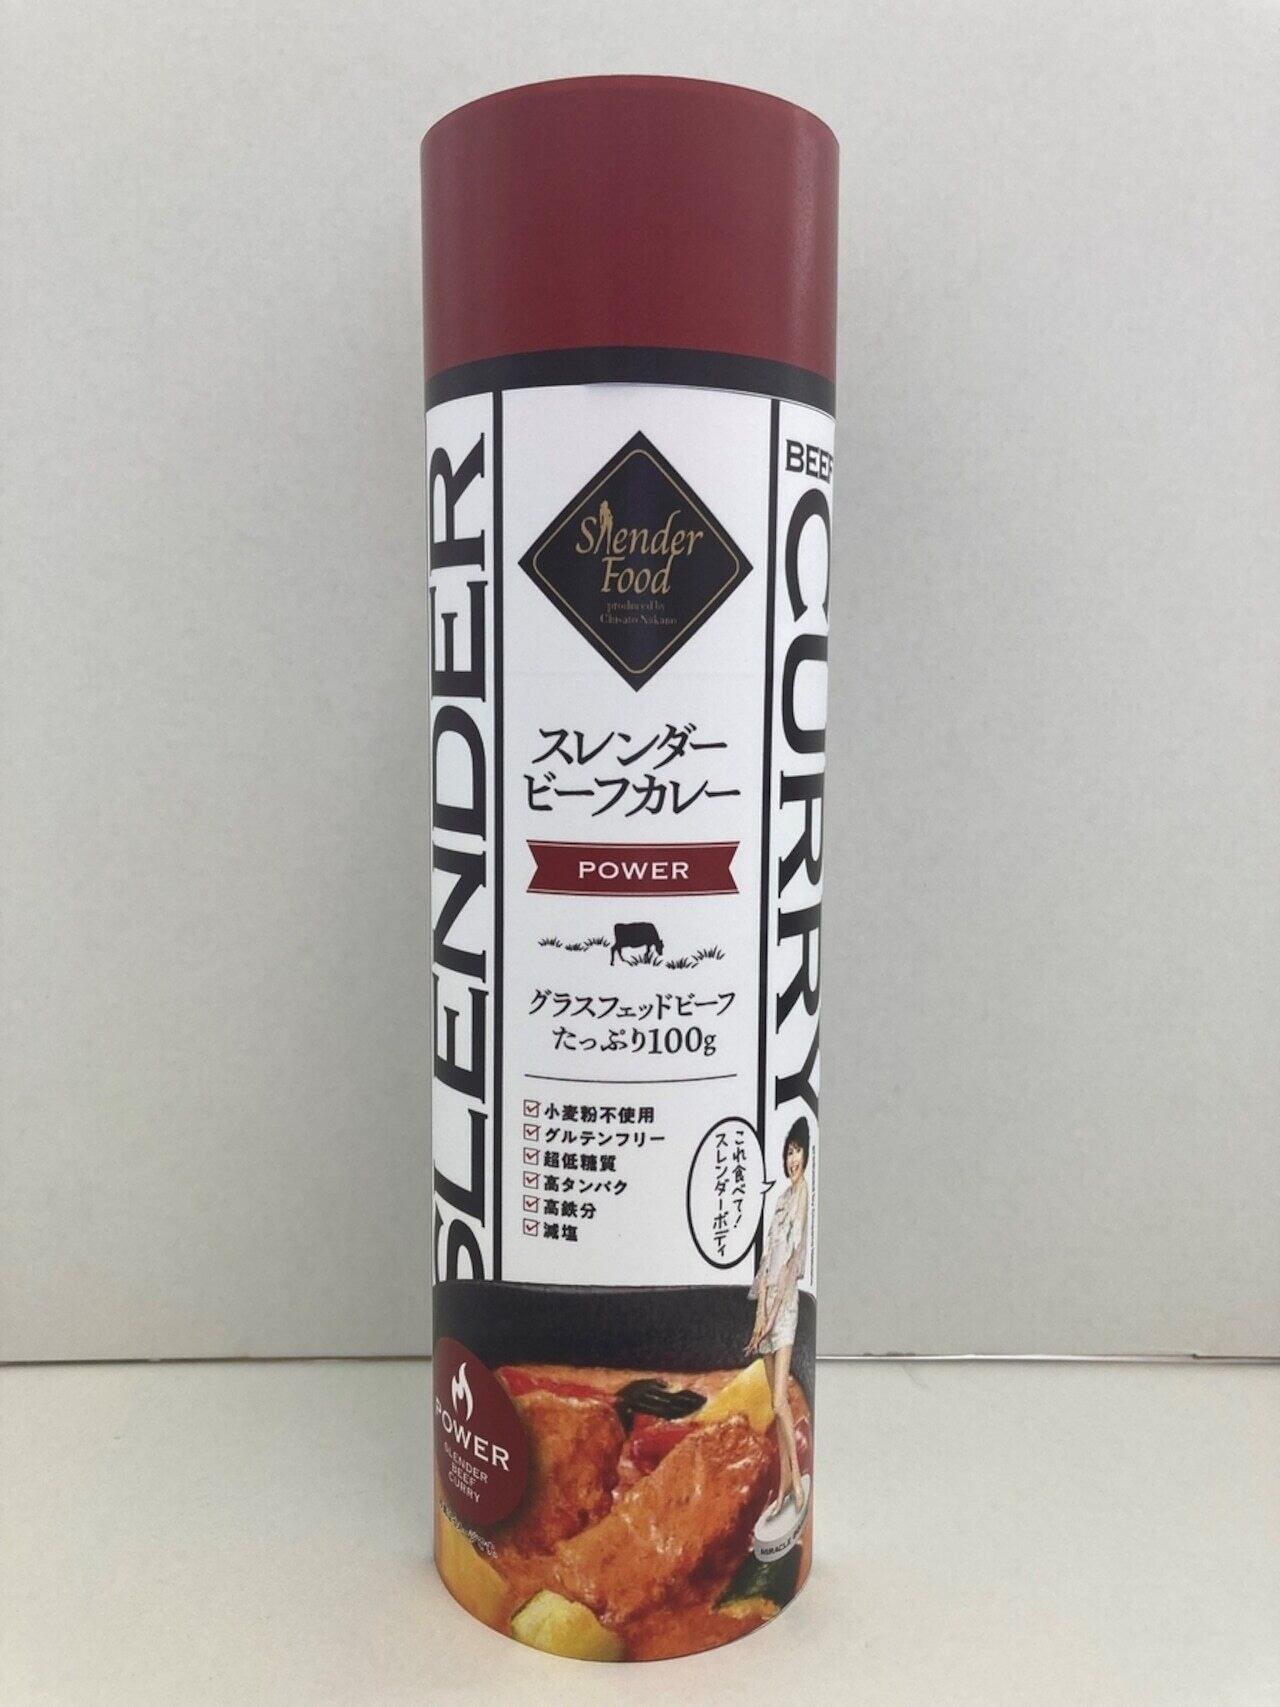 SLENDER
Slender
Food
produced by
Chisato Nakano
スレンダー
ビーフカレー
POWER
グラスフェッドビーフ
たっぷり100g
小麦粉不使用
グルテンフリー
超低糖質
高タンパク
高鉄分
減塩
BEEF
CURRY
これ食べて!
スレンダーボディ
POWER
SLENDER
BEEF
CURRY
MIRACLE